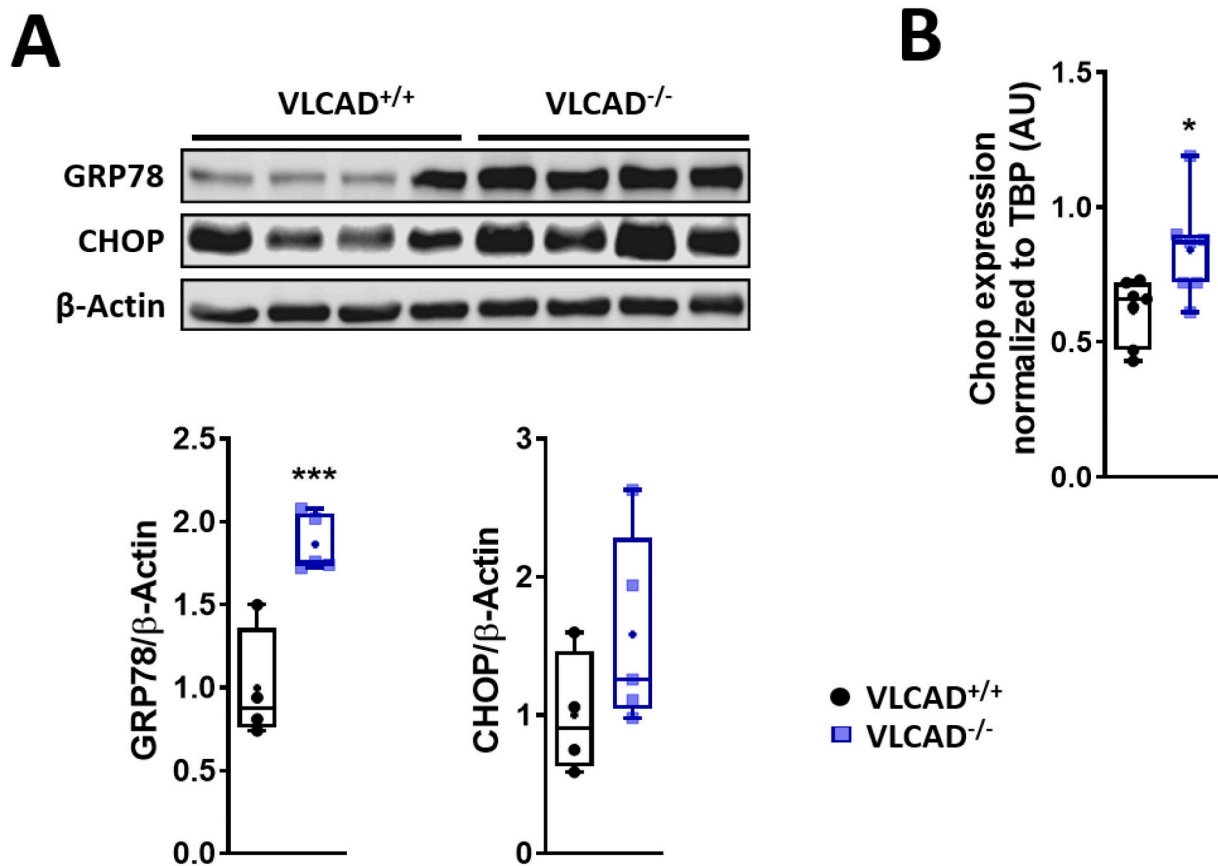 A
B
VLCAD+/+ VLCAD-/-
GRP78
CHOP
β-Actin
Chop expression
normalized to TBP (AU)
1.5
1.0
0.5
0.0
*
GRP78/β-Actin
2.5
2.0
1.5
1.0
0.5
0.0
***
CHOP/β-Actin
3
2
1
0
VLCAD+/+
VLCAD-/-